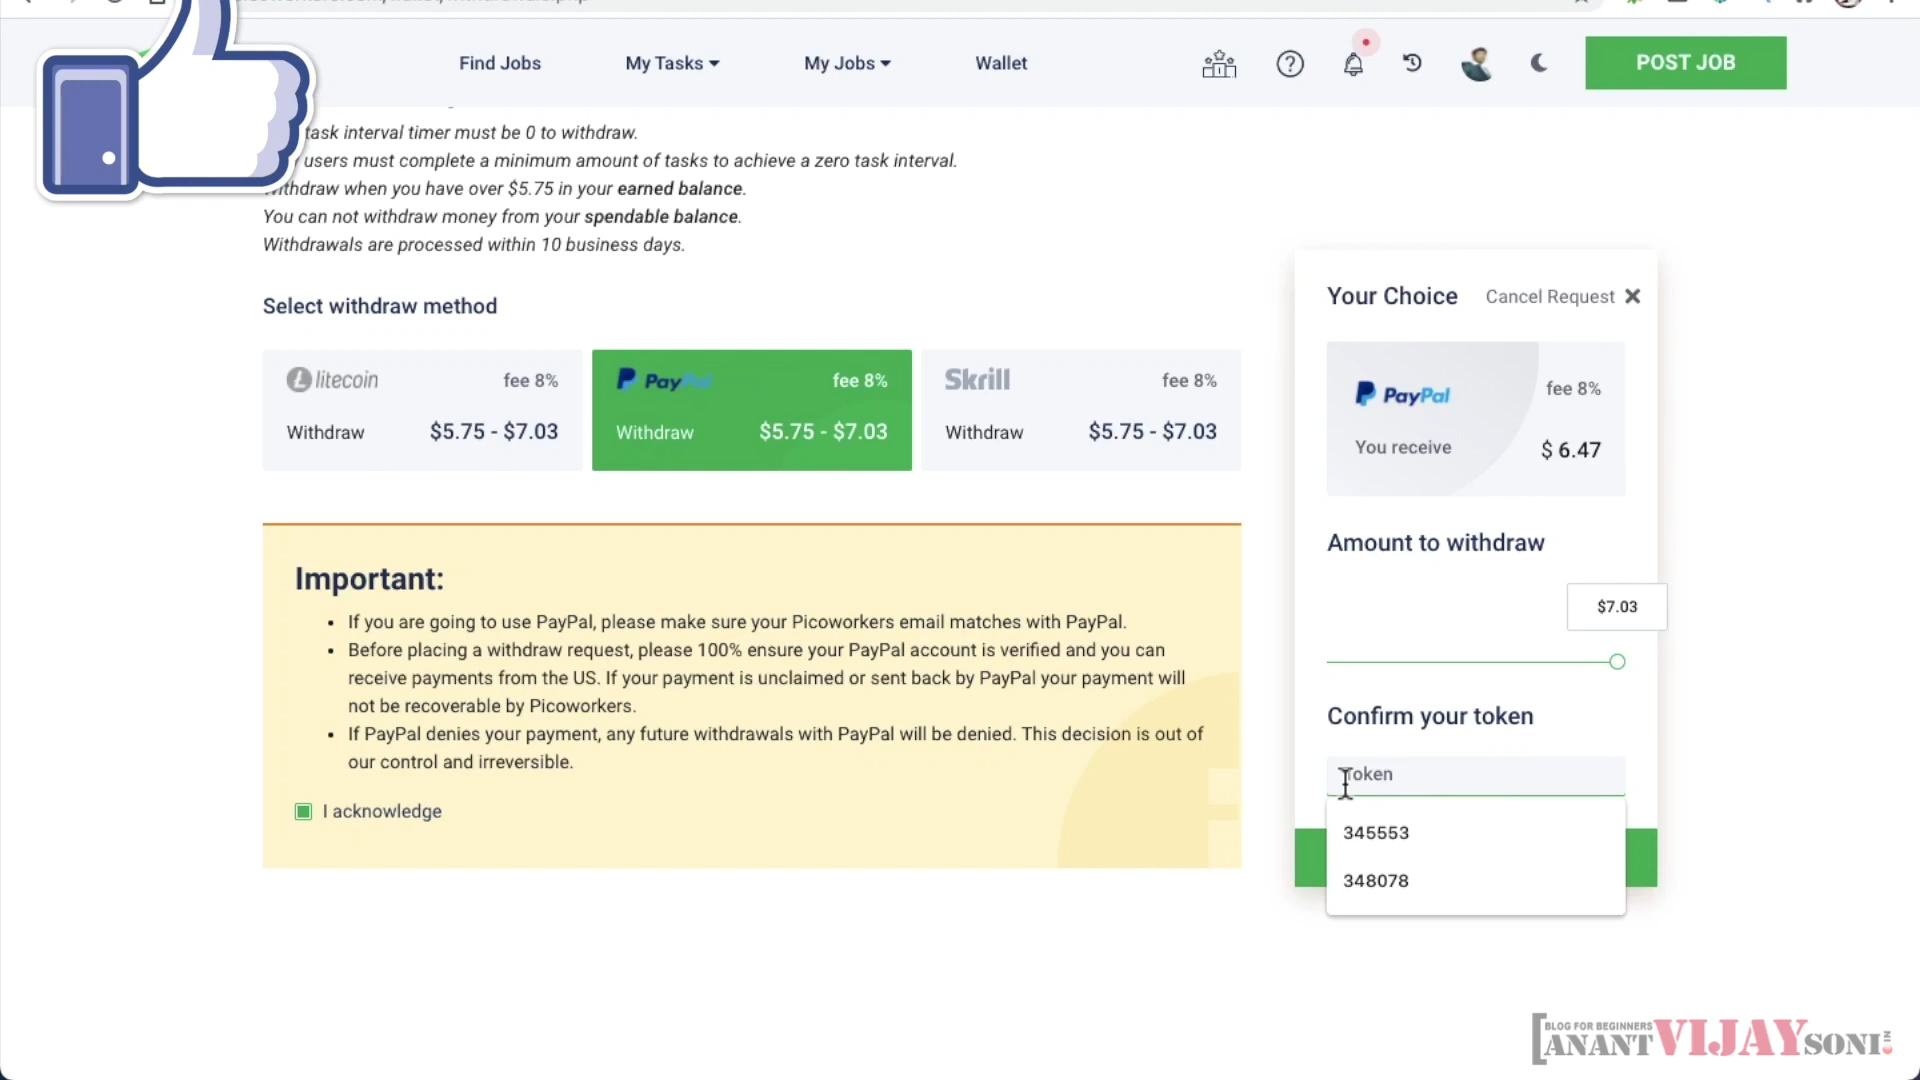 Find Jobs
My Tasks
My Jobs
Wallet
POST JOB
task interval timer must be 0 to withdraw.
users must complete a minimum amount of tasks to achieve a zero task interval.
Withdraw when you have over $5.75 in your earned balance.
You can not withdraw money from your spendable balance.
Withdrawals are processed within 10 business days.
Select withdraw method
litecoin fee 8%
Withdraw $5.75 - $7.03
PayPal fee 8%
Withdraw $5.75 - $7.03
Skrill fee 8%
Withdraw $5.75 - $7.03
Important:
• If you are going to use PayPal, please make sure your Picoworkers email matches with PayPal.
• Before placing a withdraw request, please 100% ensure your PayPal account is verified and you can
receive payments from the US. If your payment is unclaimed or sent back by PayPal your payment will
not be recoverable by Picoworkers.
• If PayPal denies your payment, any future withdrawals with PayPal will be denied. This decision is out of
our control and irreversible.
I acknowledge
Your Choice Cancel Request
PayPal fee 8%
You receive $ 6.47
Amount to withdraw
$7.03
Confirm your token
Token
345553
348078
BLOG FOR BEGINNERS
ANANTVIJAYSONI.IN